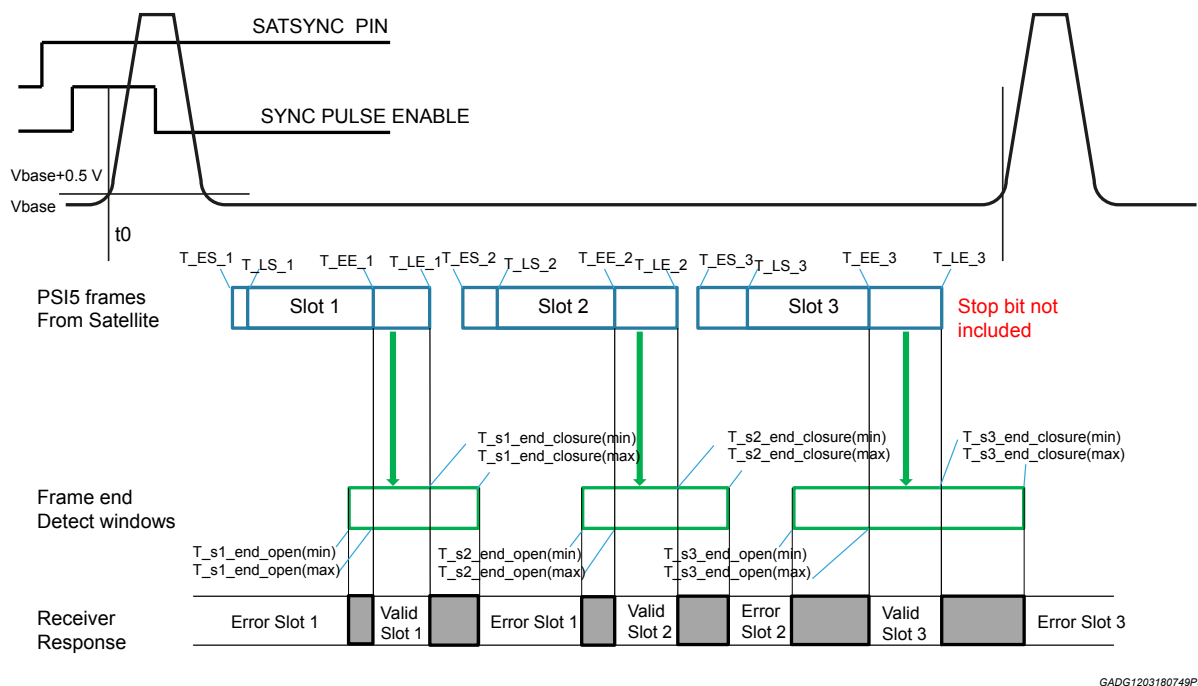 SATSYNC PIN
SYNC PULSE ENABLE
Vbase+0.5 V
Vbase
t0
T_ES_1
T_LS_1
T_EE_1
T_LE_1
T_ES_2
T_LS_2
T_EE_2
T_LE_2
T_ES_3
T_LS_3
T_EE_3
T_LE_3
PSI5 frames
From Satellite
Slot 1
Slot 2
Slot 3
Stop bit not
included
T_s1_end_closure(min)
T_s1_end_closure(max)
T_s2_end_closure(min)
T_s2_end_closure(max)
T_s3_end_closure(min)
T_s3_end_closure(max)
Frame end
Detect windows
T_s1_end_open(min)
T_s1_end_open(max)
T_s2_end_open(min)
T_s2_end_open(max)
T_s3_end_open(min)
T_s3_end_open(max)
Receiver
Response
Error Slot 1
Valid
Slot 1
Error Slot 1
Valid
Slot 2
Error
Slot 2
Valid
Slot 3
Error Slot 3
GADG1203180749P